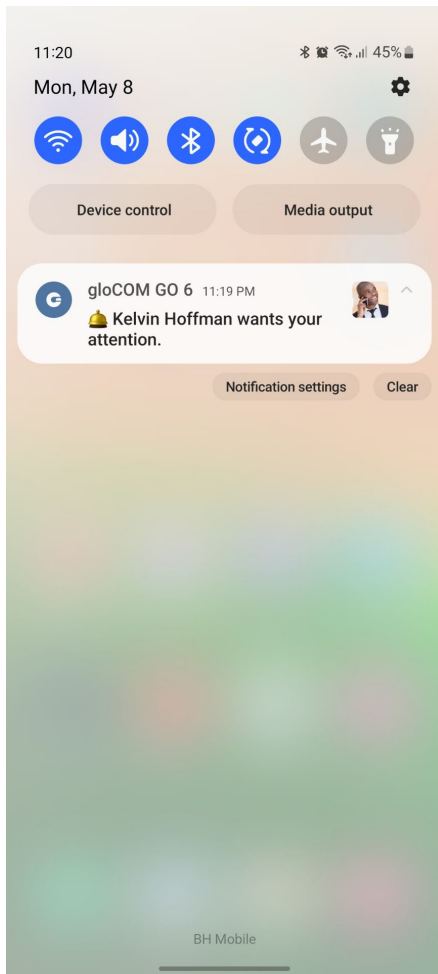 11:20 45%
Mon, May 8
Device control Media output
gloCOM GO 6 11:19 PM
🛎️ Kelvin Hoffman wants your
attention.
Notification settings Clear
BH Mobile